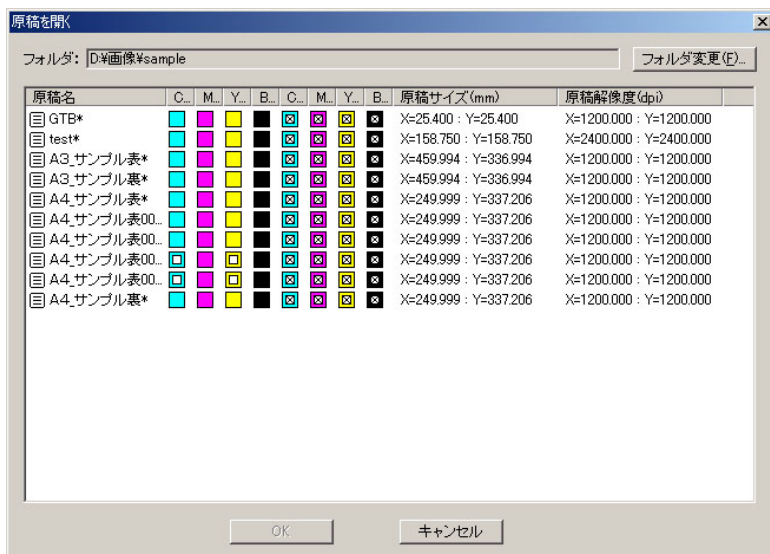 原稿を開く
フォルダ: D:¥画像¥sample フォルダ変更(F)...
原稿名 C... M... Y... B... C... M... Y... B... 原稿サイズ(mm) 原稿解像度(dpi)
GTB* X=25.400 : Y=25.400 X=1200.000 : Y=1200.000
test* X=158.750 : Y=158.750 X=2400.000 : Y=2400.000
A3_サンプル表* X=459.994 : Y=336.994 X=1200.000 : Y=1200.000
A3_サンプル裏* X=459.994 : Y=336.994 X=1200.000 : Y=1200.000
A4_サンプル表* X=249.999 : Y=337.206 X=1200.000 : Y=1200.000
A4_サンプル表00... X=249.999 : Y=337.206 X=1200.000 : Y=1200.000
A4_サンプル表00... X=249.999 : Y=337.206 X=1200.000 : Y=1200.000
A4_サンプル表00... X=249.999 : Y=337.206 X=1200.000 : Y=1200.000
A4_サンプル表00... X=249.999 : Y=337.206 X=1200.000 : Y=1200.000
A4_サンプル裏* X=249.999 : Y=337.206 X=1200.000 : Y=1200.000
OK キャンセル